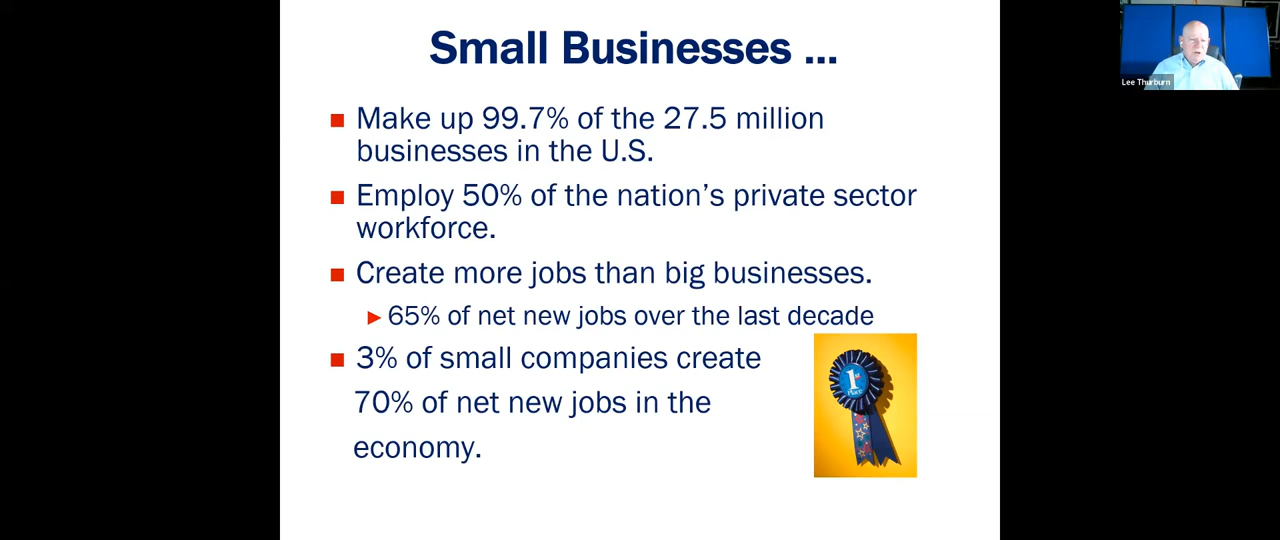 Small Businesses ...
Lee Thurburn
■ Make up 99.7% of the 27.5 million
businesses in the U.S.
■ Employ 50% of the nation’s private sector
workforce.
■ Create more jobs than big businesses.
► 65% of net new jobs over the last decade
■ 3% of small companies create
70% of net new jobs in the
economy.
1st
Place